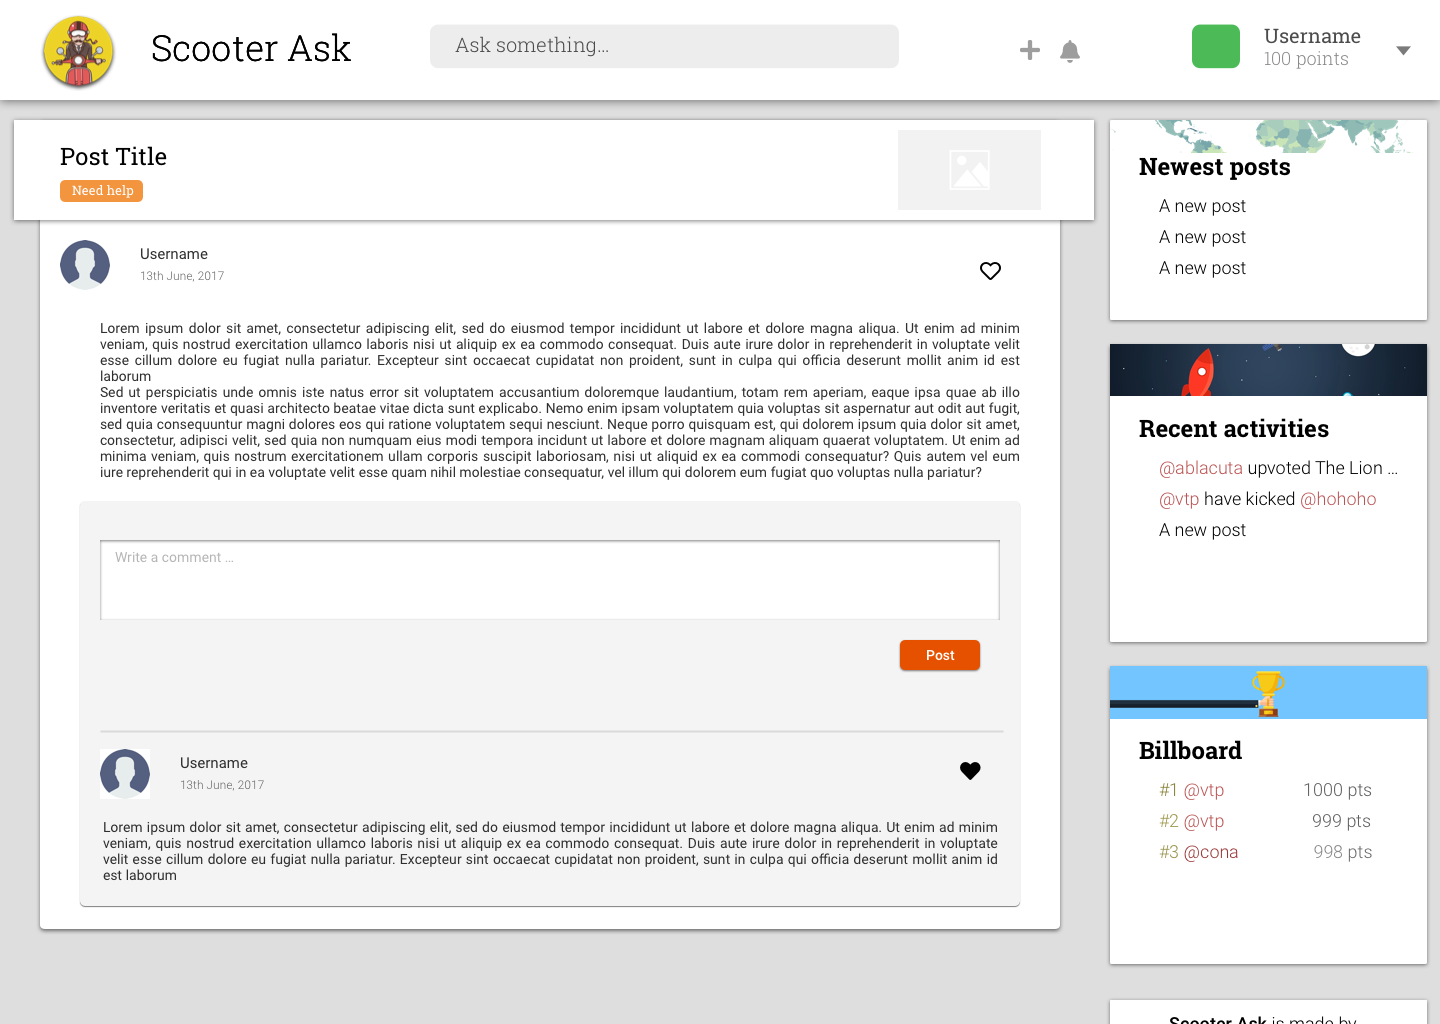 Scooter Ask
Ask something...
Username
100 points
Post Title
Need help
Username
13th June, 2017
Lorem ipsum dolor sit amet, consectetur adipiscing elit, sed do eiusmod tempor incididunt ut labore et dolore magna aliqua. Ut enim ad minim
veniam, quis nostrud exercitation ullamco laboris nisi ut aliquip ex ea commodo consequat. Duis aute irure dolor in reprehenderit in voluptate velit
esse cillum dolore eu fugiat nulla pariatur. Excepteur sint occaecat cupidatat non proident, sunt in culpa qui officia deserunt mollit anim id est
laborum
Sed ut perspiciatis unde omnis iste natus error sit voluptatem accusantium doloremque laudantium, totam rem aperiam, eaque ipsa quae ab illo
inventore veritatis et quasi architecto beatae vitae dicta sunt explicabo. Nemo enim ipsam voluptatem quia voluptas sit aspernatur aut odit aut fugit,
sed quia consequuntur magni dolores eos qui ratione voluptatem sequi nesciunt. Neque porro quisquam est, qui dolorem ipsum quia dolor sit amet,
consectetur, adipisci velit, sed quia non numquam eius modi tempora incidunt ut labore et dolore magnam aliquam quaerat voluptatem. Ut enim ad
minima veniam, quis nostrum exercitationem ullam corporis suscipit laboriosam, nisi ut aliquid ex ea commodi consequatur? Quis autem vel eum
iure reprehenderit qui in ea voluptate velit esse quam nihil molestiae consequatur, vel illum qui dolorem eum fugiat quo voluptas nulla pariatur?
Write a comment ...
Post
Username
13th June, 2017
Lorem ipsum dolor sit amet, consectetur adipiscing elit, sed do eiusmod tempor incididunt ut labore et dolore magna aliqua. Ut enim ad minim
veniam, quis nostrud exercitation ullamco laboris nisi ut aliquip ex ea commodo consequat. Duis aute irure dolor in reprehenderit in voluptate
velit esse cillum dolore eu fugiat nulla pariatur. Excepteur sint occaecat cupidatat non proident, sunt in culpa qui officia deserunt mollit anim id
est laborum
Newest posts
A new post
A new post
A new post
Recent activities
@ablacuta upvoted The Lion ...
@vtp have kicked @hohoho
A new post
Billboard
#1 @vtp 1000 pts
#2 @vtp 999 pts
#3 @cona 998 pts
Scooter Ask is made by